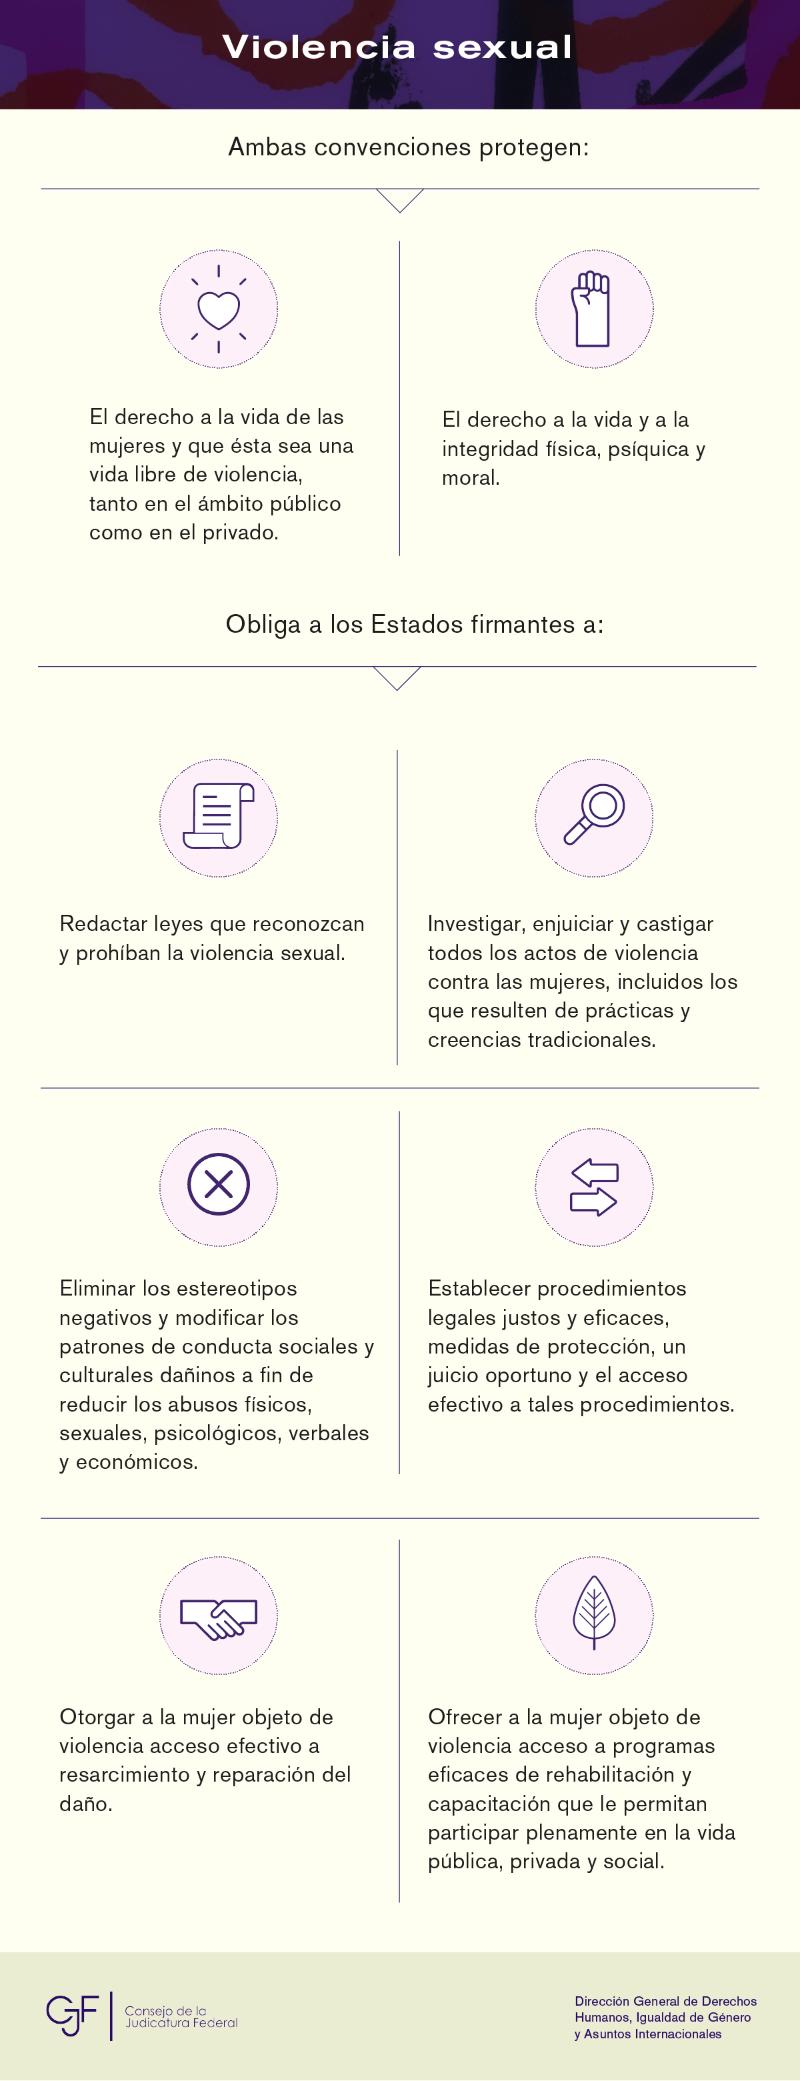 Violencia sexual
Ambas convenciones protegen:
El derecho a la vida de las
mujeres y que ésta sea una
vida libre de violencia,
tanto en el ámbito público
como en el privado.
El derecho a la vida y a la
integridad física, psíquica y
moral.
Obliga a los Estados firmantes a:
Redactar leyes que reconozcan
y prohíban la violencia sexual.
Investigar, enjuiciar y castigar
todos los actos de violencia
contra las mujeres, incluidos los
que resulten de prácticas y
creencias tradicionales.
Eliminar los estereotipos
negativos y modificar los
patrones de conducta sociales y
culturales dañinos a fin de
reducir los abusos físicos,
sexuales, psicológicos, verbales
y económicos.
Establecer procedimientos
legales justos y eficaces,
medidas de protección, un
juicio oportuno y el acceso
efectivo a tales procedimientos.
Otorgar a la mujer objeto de
violencia acceso efectivo a
resarcimiento y reparación del
daño.
Ofrecer a la mujer objeto de
violencia acceso a programas
eficaces de rehabilitación y
capacitación que le permitan
participar plenamente en la vida
pública, privada y social.
CJF
Consejo de la
Judicatura Federal
Dirección General de Derechos
Humanos, Igualdad de Género
y Asuntos Internacionales